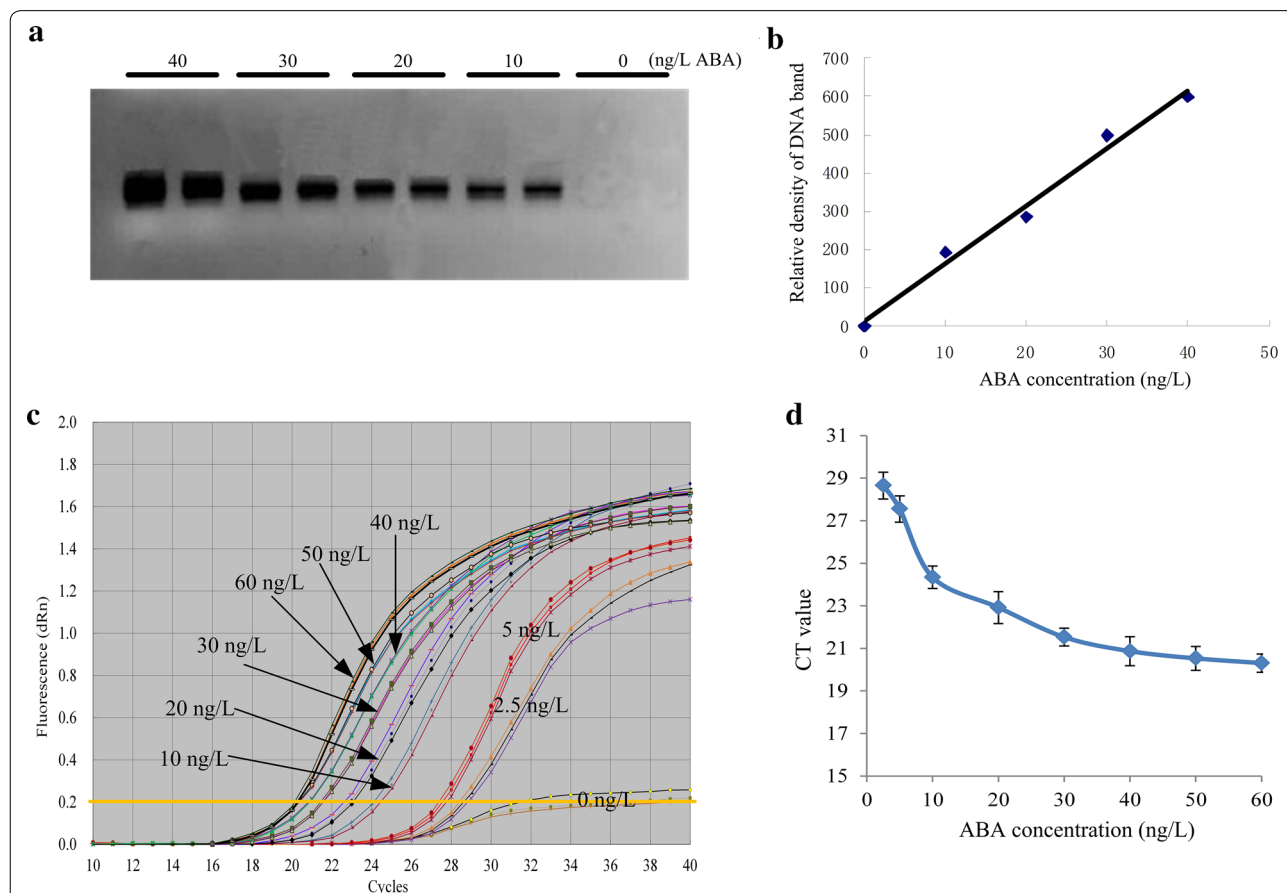 a
40 30 20 10 0 (ng/L ABA)
b
Relative density of DNA band
700
600
500
400
300
200
100
0
0 10 20 30 40 50
ABA concentration (ng/L)
c
Fluorescence (dRn)
2.0
1.8
1.6
1.4
1.2
1.0
0.8
0.6
0.4
0.2
0.0
40 ng/L
50 ng/L
60 ng/L
30 ng/L
20 ng/L
10 ng/L
5 ng/L
2.5 ng/L
0 ng/L
10 12 14 16 18 20 22 24 26 28 30 32 34 36 38 40
Cycles
d
CT value
31
29
27
25
23
21
19
17
15
0 10 20 30 40 50 60
ABA concentration (ng/L)